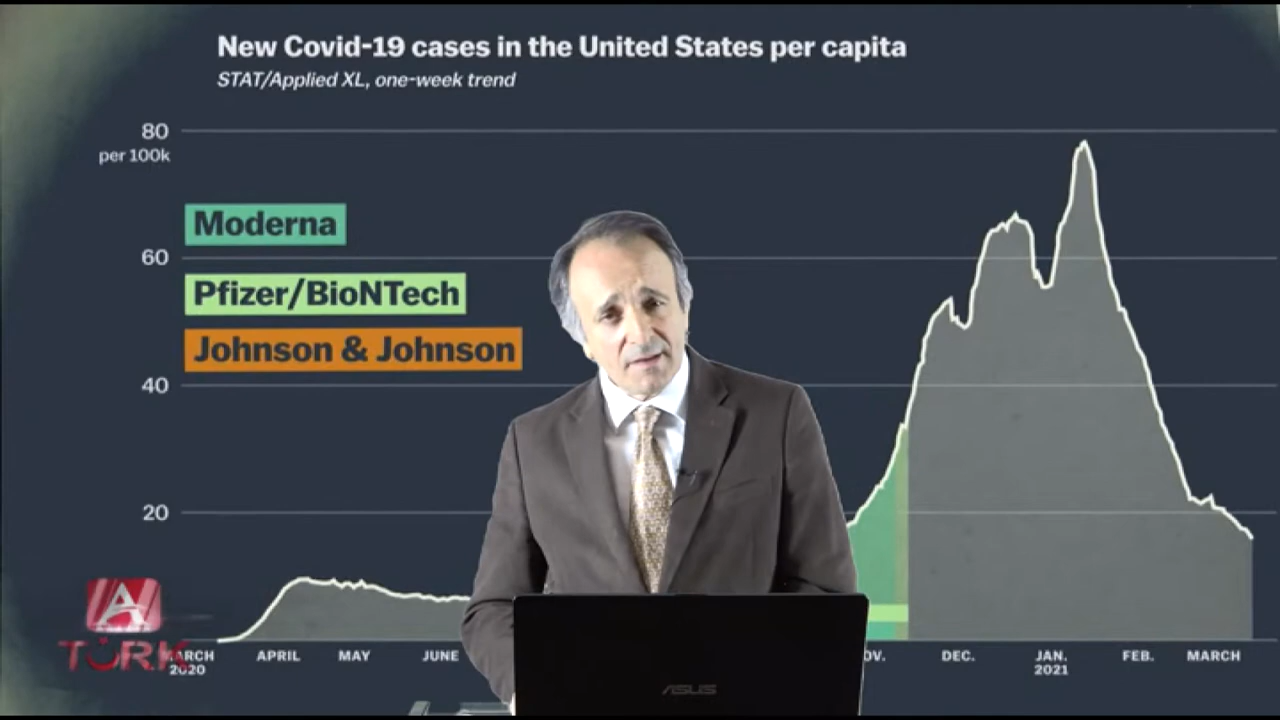 New Covid-19 cases in the United States per capita
STAT/Applied XL, one-week trend
80
per 100k
Moderna
60
Pfizer/BioNTech
Johnson & Johnson
40
20
A
TÜRK
MARCH APRIL MAY JUNE OV. DEC. JAN. FEB. MARCH
2020 2021
ASUS